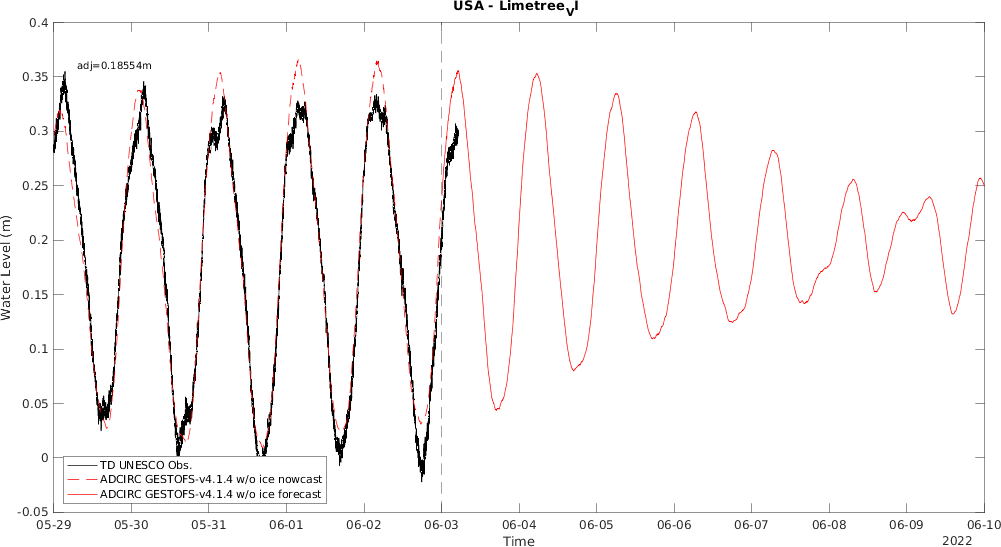 USA - Limetree_VI
adj=0.18554m
0.4
0.35
0.3
0.25
0.2
0.15
0.1
0.05
0
-0.05
Water Level (m)
TD UNESCO Obs.
ADCIRC GESTOFS-v4.1.4 w/o ice nowcast
ADCIRC GESTOFS-v4.1.4 w/o ice forecast
05-29 05-30 05-31 06-01 06-02 06-03 06-04 06-05 06-06 06-07 06-08 06-09 06-10
Time
2022